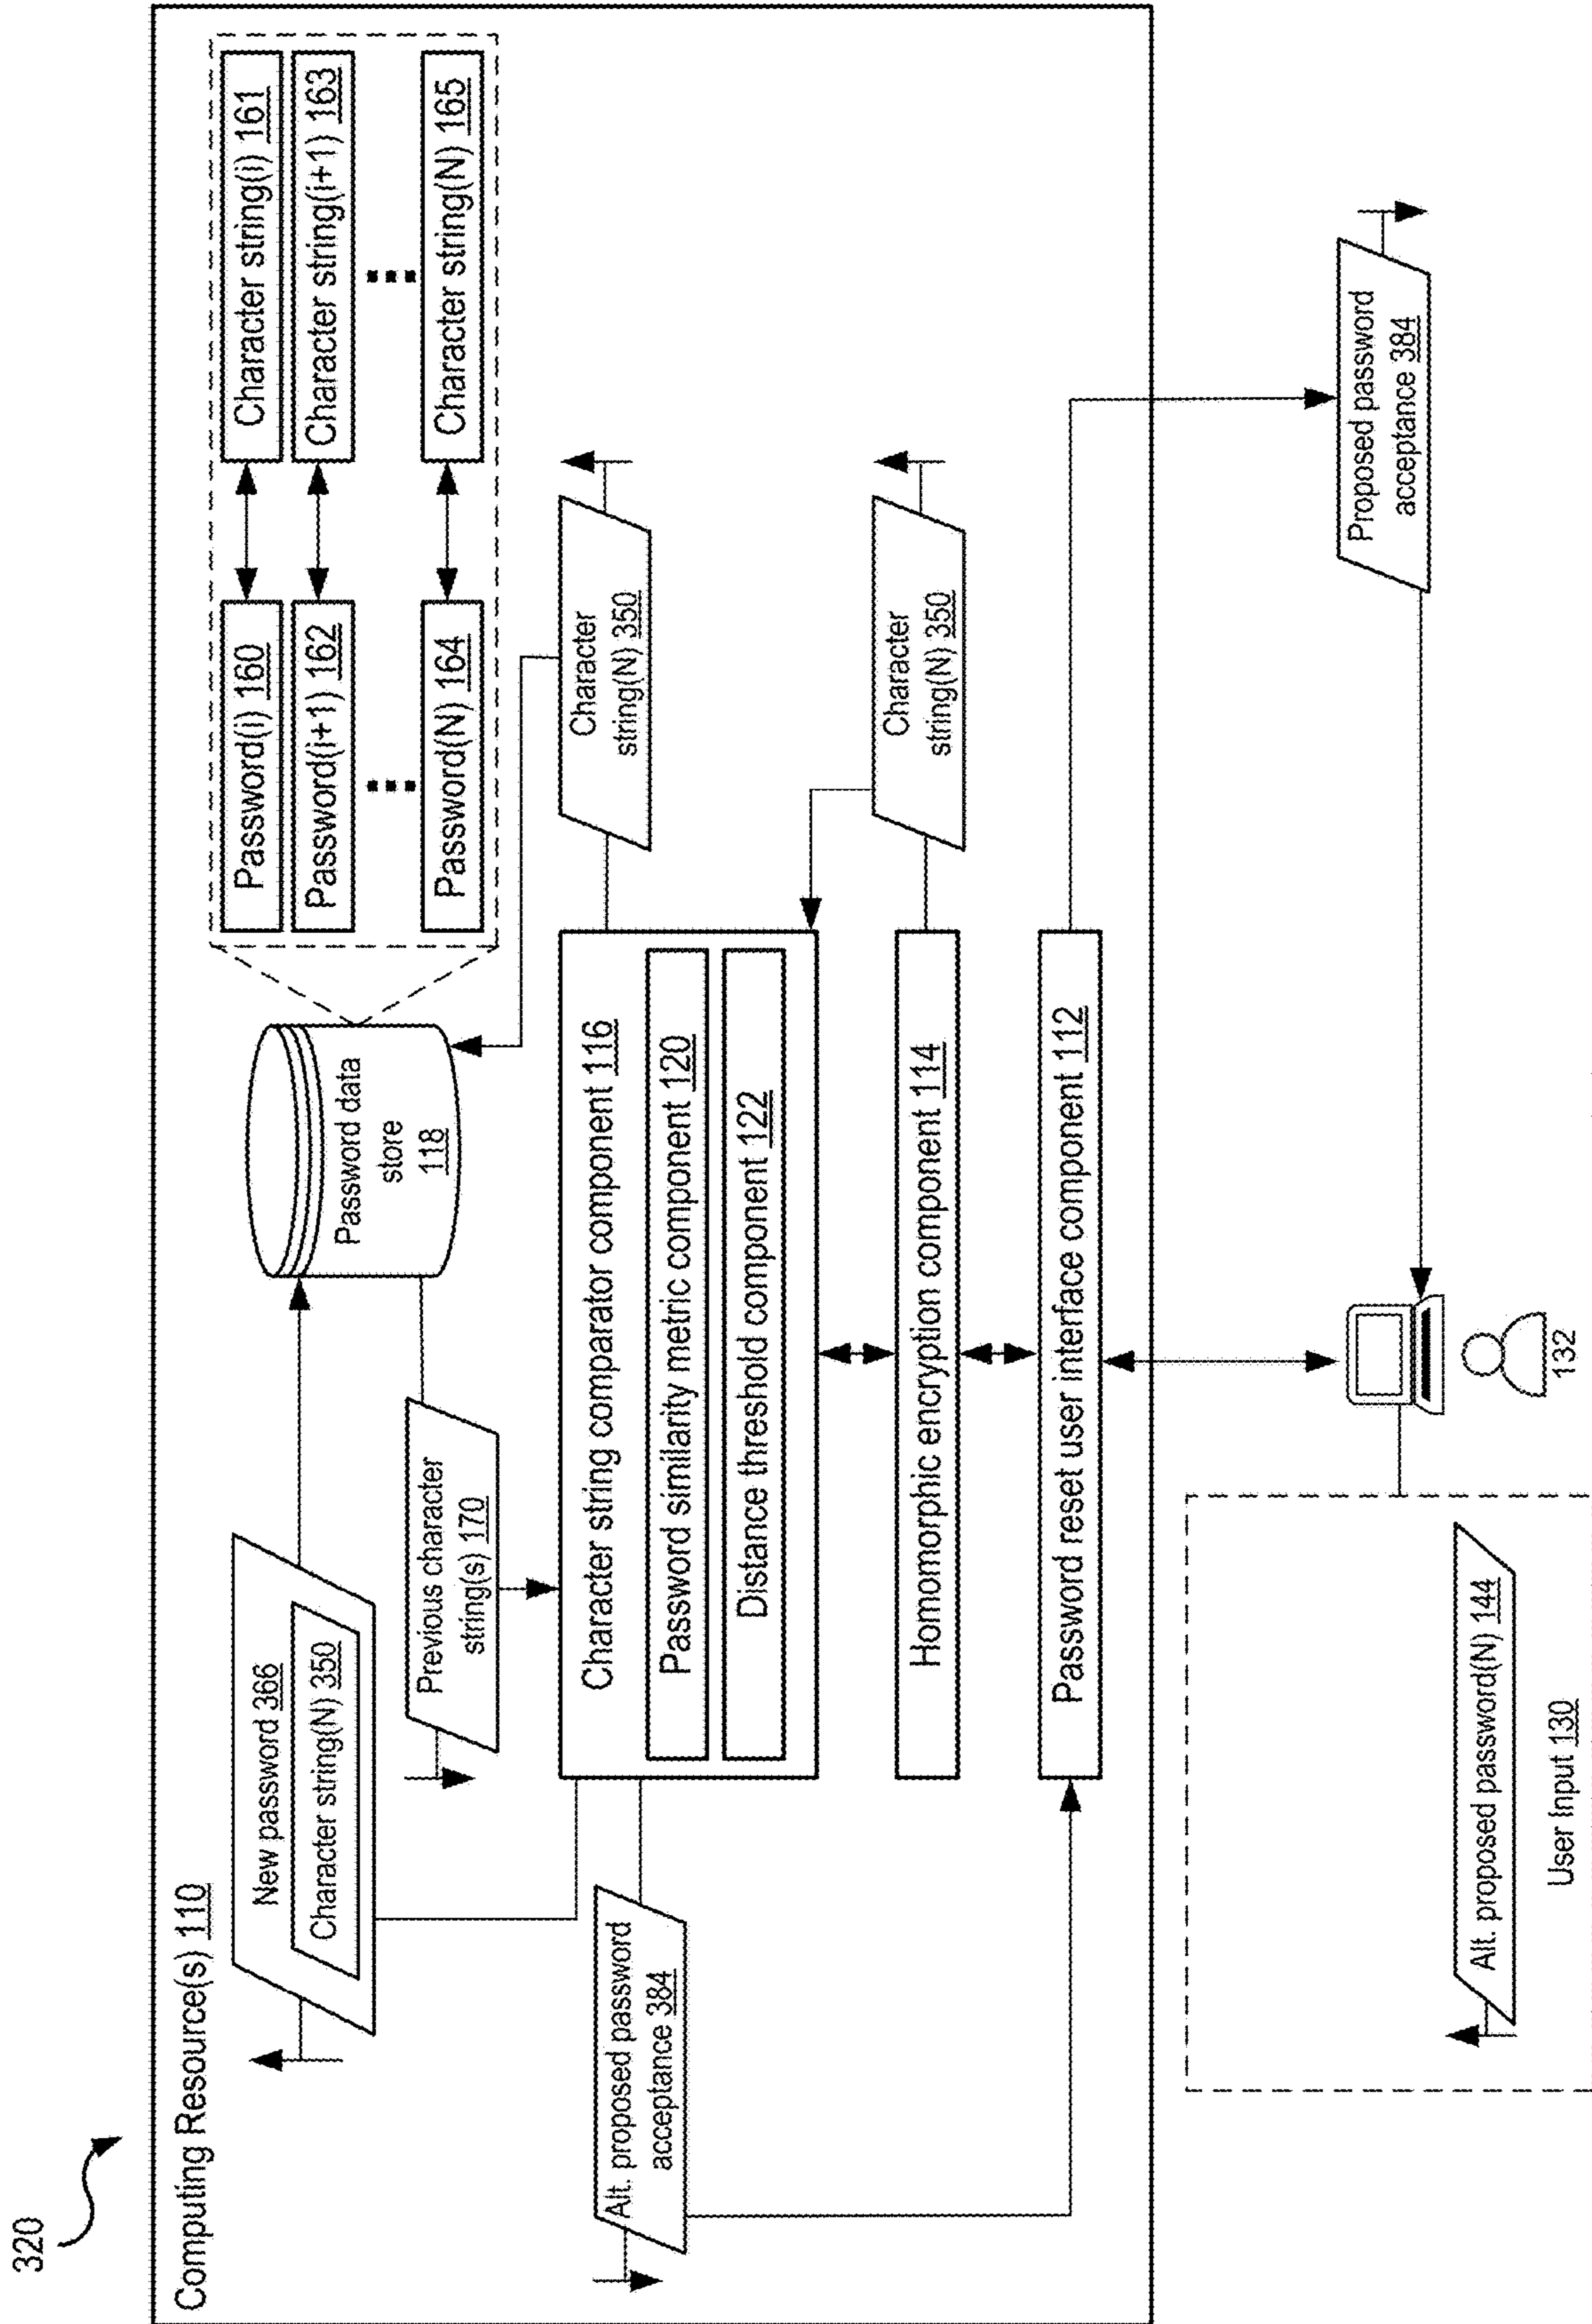 320
Computing Resource(s) 110
New password 366
Character string(N) 350
Password data
store
118
Password(i) 160
Character string(i) 161
Password(i+1) 162
Character string(i+1) 163
Password(N) 164
Character string(N) 165
Previous character
string(s) 170
Alt. proposed password
acceptance 384
Character string comparator component 116
Password similarity metric component 120
Distance threshold component 122
Character
string(N) 350
Homomorphic encryption component 114
Character
string(N) 350
Password reset user interface component 112
Proposed password
acceptance 384
Alt. proposed password(N) 144
User Input 130
132